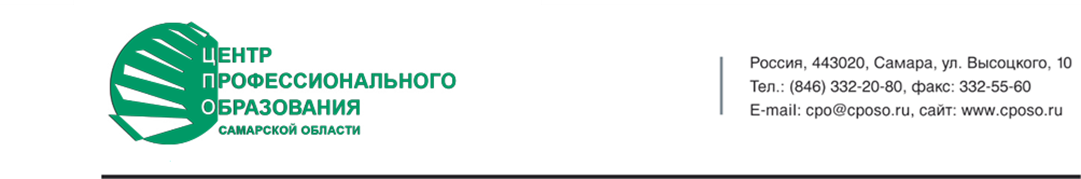 ЦЕНТР
ПРОФЕССИОНАЛЬНОГО
ОБРАЗОВАНИЯ
САМАРСКОЙ ОБЛАСТИ
Россия, 443020, Самара, ул. Высоцкого, 10
Тел.: (846) 332-20-80, факс: 332-55-60
E-mail: cpo@cposo.ru, сайт: www.cposo.ru